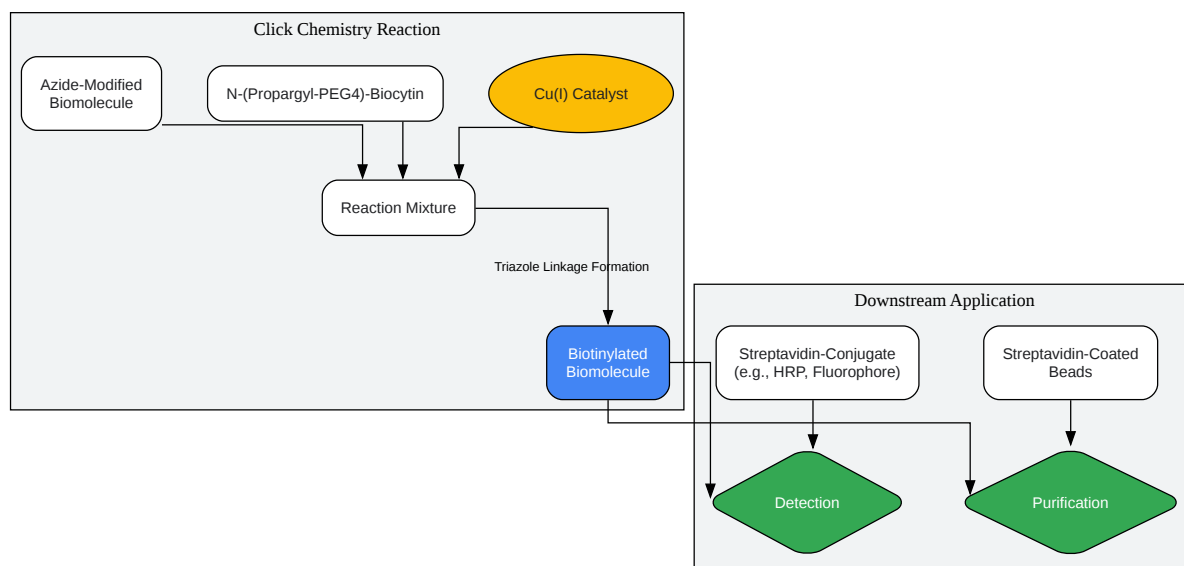 Click Chemistry Reaction
Azide-Modified
Biomolecule
N-(Propargyl-PEG4)-Biocytin
Cu(I) Catalyst
Reaction Mixture
Triazole Linkage Formation
Biotinylated
Biomolecule
Downstream Application
Streptavidin-Conjugate
(e.g., HRP, Fluorophore)
Streptavidin-Coated
Beads
Detection
Purification